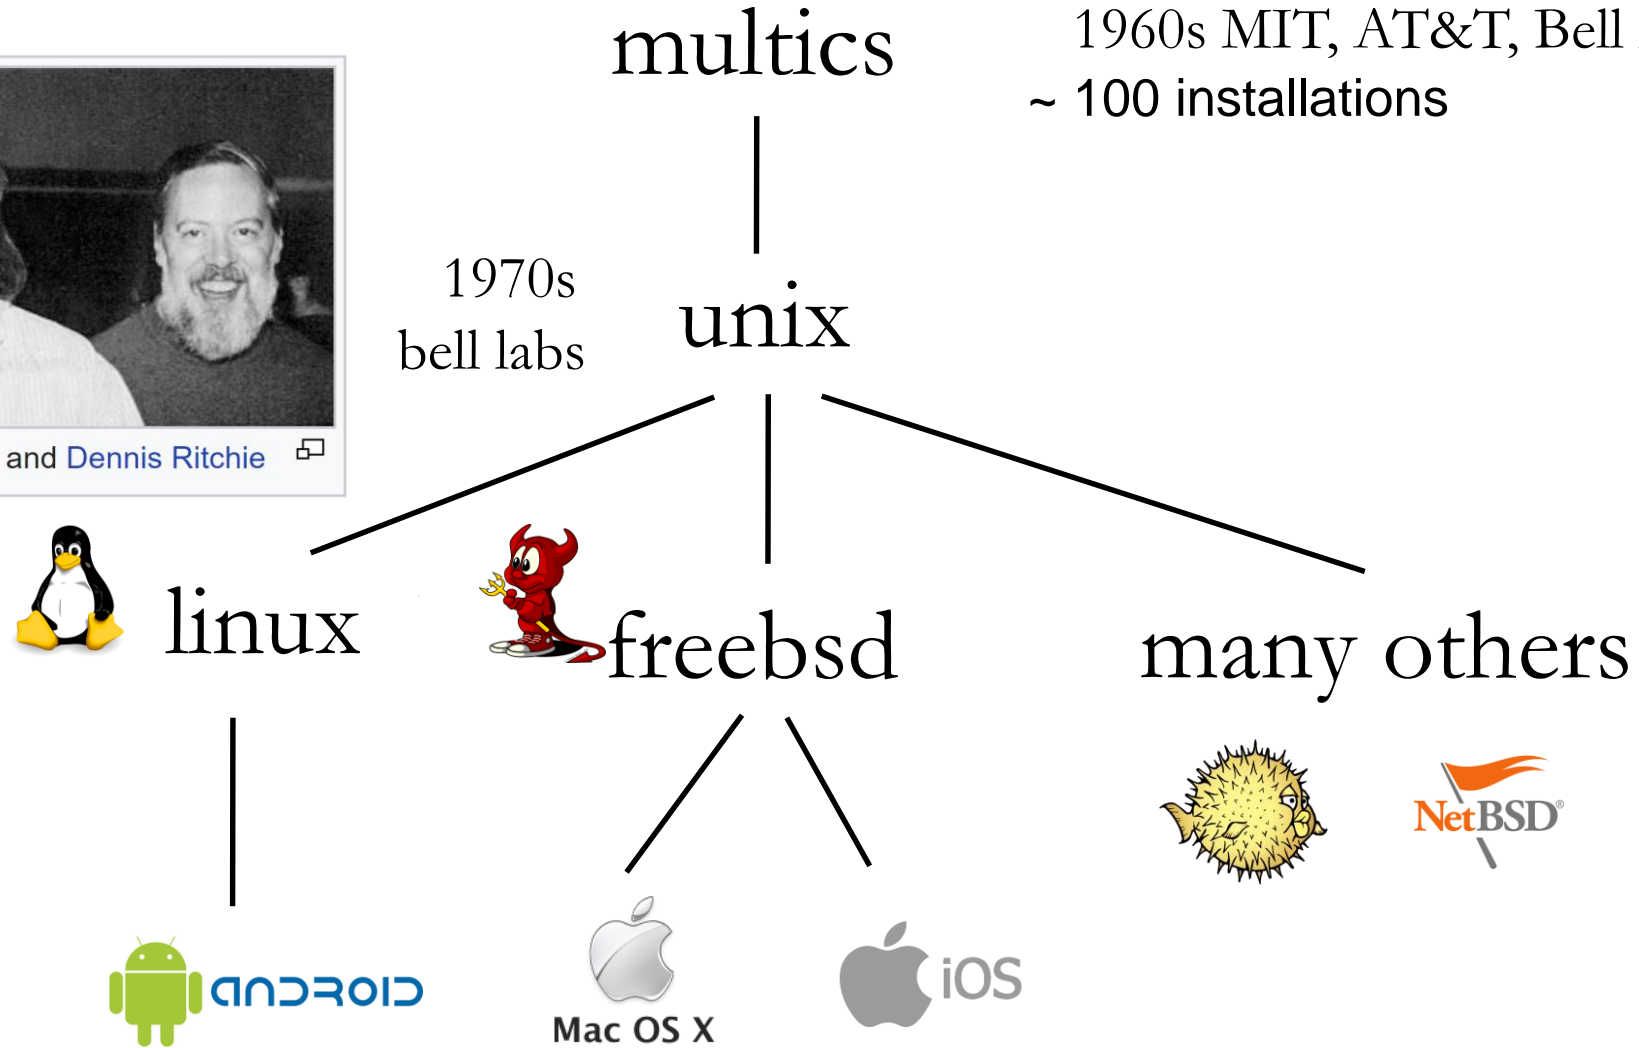 multics
1960s MIT, AT&T, Bell
~ 100 installations
1970s
bell labs
unix
and Dennis Ritchie
linux
freebsd
many others
NetBSD®
android
Mac OS X
iOS